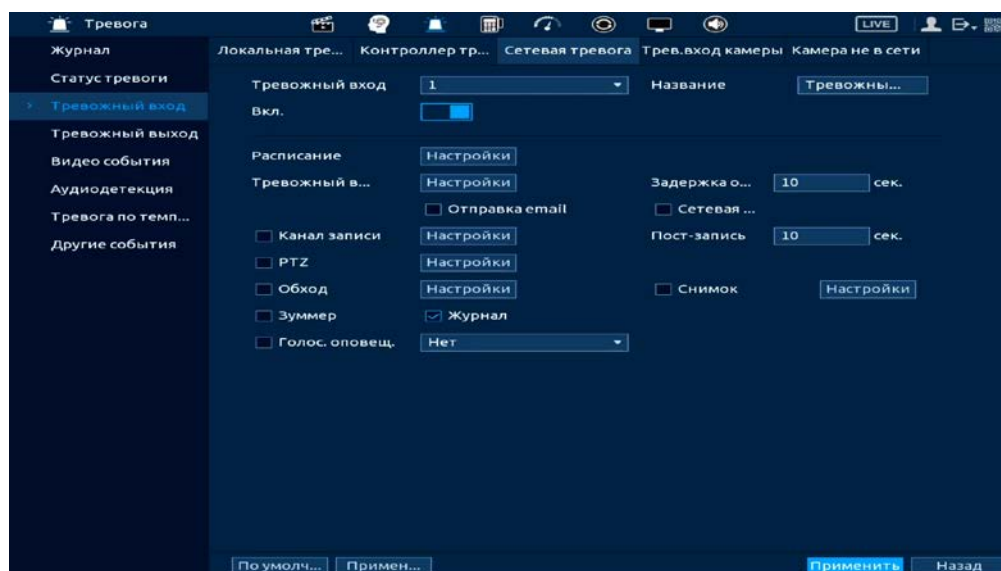 Тревога LIVE
Журнал
Статус тревоги
Тревожный вход
Тревожный выход
Видео события
Аудиодетекция
Тревога по темп...
Другие события
Локальная тре... Контроллер тр... Сетевая тревога Трев.вход камеры Камера не в сети
Тревожный вход 1 Название Тревожны...
Вкл.
Расписание Настройки
Тревожный в... Настройки Задержка о... 10 сек.
Отправка email Сетевая ...
Канал записи Настройки Пост-запись 10 сек.
PTZ Настройки
Обход Настройки Снимок Настройки
Зуммер Журнал
Голос. оповещ. Нет
По умолч... Примен... Применить Назад